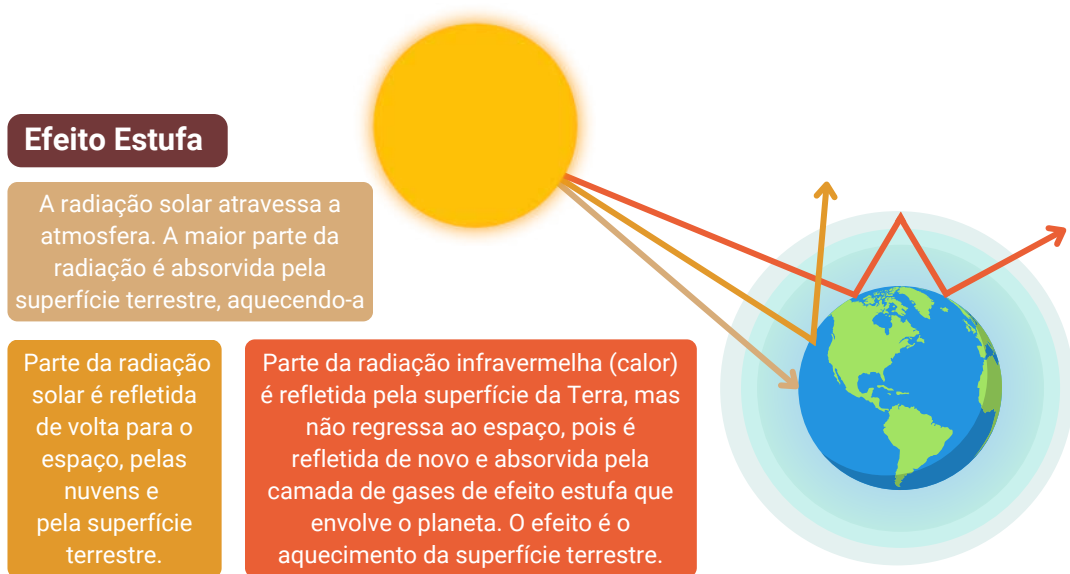 Efeito Estufa
A radiação solar atravessa a
atmosfera. A maior parte da
radiação é absorvida pela
superfície terrestre, aquecendo-a
Parte da radiação
solar é refletida
de volta para o
espaço, pelas
nuvens e
pela superfície
terrestre.
Parte da radiação infravermelha (calor)
é refletida pela superfície da Terra, mas
não regressa ao espaço, pois é
refletida de novo e absorvida pela
camada de gases de efeito estufa que
envolve o planeta. O efeito é o
aquecimento da superfície terrestre.